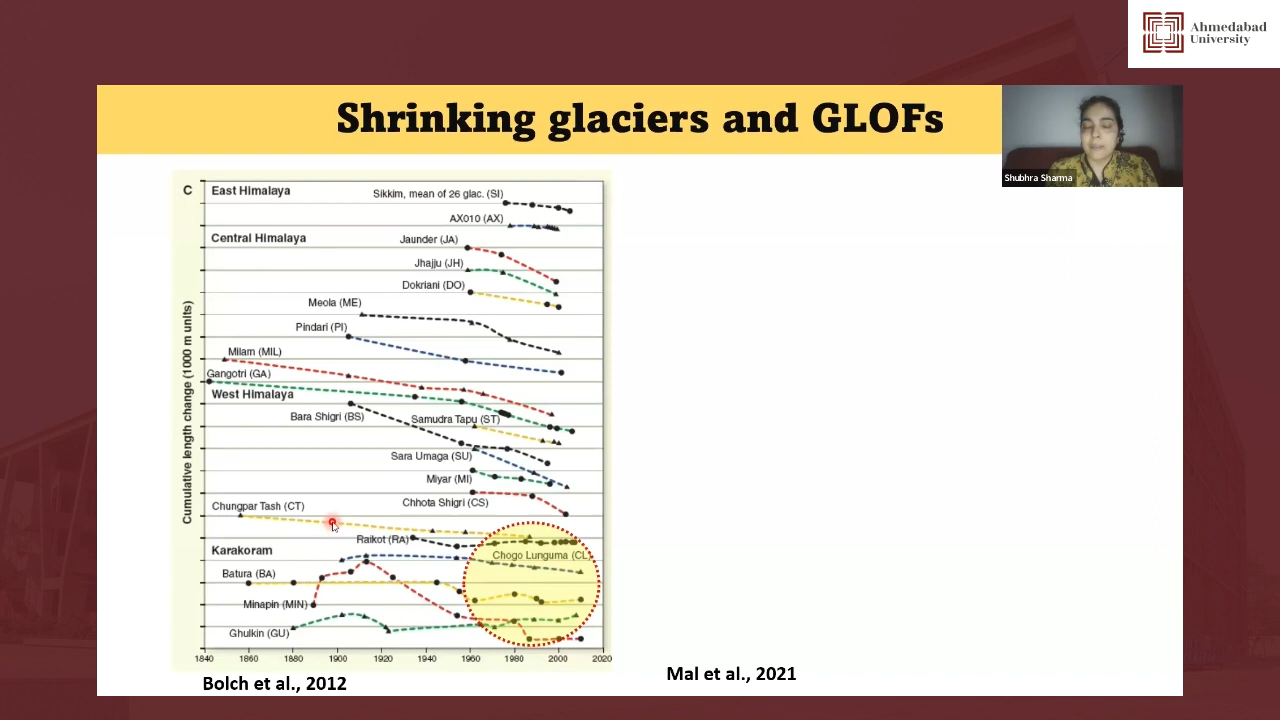 Ahmedabad
University
Shrinking glaciers and GLOFs
Shubhra Sharma
C
East Himalaya
Sikkim, mean of 26 glac. (SI)
AX010 (AX)
Central Himalaya
Jaunder (JA)
Jhajju (JH)
Dokriani (DO)
Meola (ME)
Pindari (PI)
Milam (MIL)
Gangotri (GA)
West Himalaya
Bara Shigri (BS)
Samudra Tapu (ST)
Sara Umaga (SU)
Miyar (MI)
Chhota Shigri (CS)
Chungpar Tash (CT)
Raikot (RA)
Karakoram
Chogo Lunguma (CL)
Batura (BA)
Minapin (MIN)
Ghulkin (GU)
Cumulative length change (1000 m units)
1840 1860 1880 1900 1920 1940 1960 1980 2000 2020
Bolch et al., 2012
Mal et al., 2021